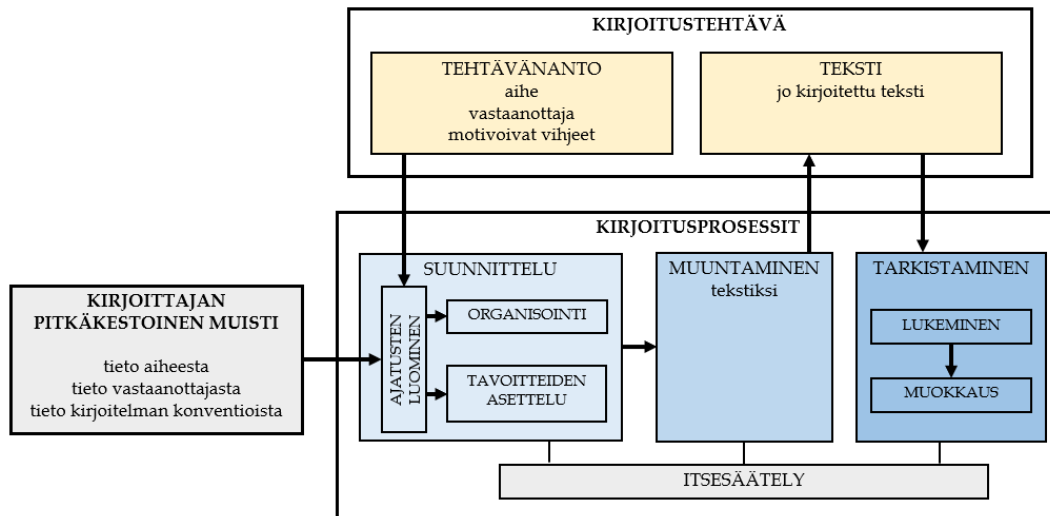 KIRJOITUSTEHTÄVÄ
TEHTÄVÄNANTO
aihe
vastaanottaja
motivoivat vihjeet
TEKSTI
jo kirjoitettu teksti
KIRJOITTAJAN
PITKÄKESTOINEN MUISTI
tieto aiheesta
tieto vastaanottajasta
tieto kirjoitelman konventioista
KIRJOITUSPROSESSIT
SUUNNITTELU
AJATUSTEN
LUOMINEN
ORGANISOINTI
TAVOITTEIDEN
ASETTELU
MUUNTAMINEN
tekstiksi
TARKISTAMINEN
LUKEMINEN
MUOKKAUS
ITSESÄÄTELY